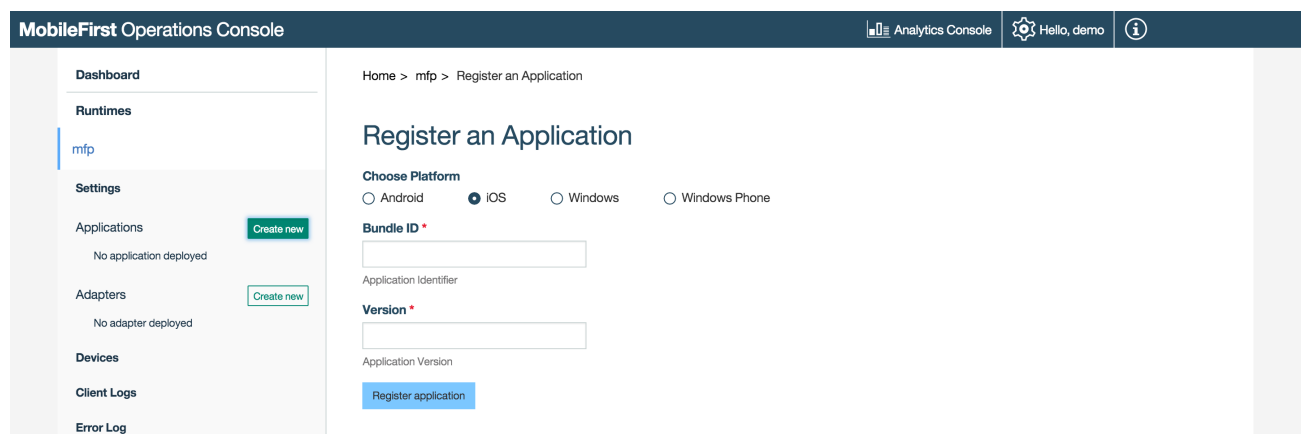 MobileFirst Operations Console
Analytics Console
Hello, demo
Dashboard
Runtimes
mfp
Settings
Applications Create new
No application deployed
Adapters Create new
No adapter deployed
Devices
Client Logs
Error Log
Home > mfp > Register an Application
Register an Application
Choose Platform
Android iOS Windows Windows Phone
Bundle ID *
Application Identifier
Version *
Application Version
Register application